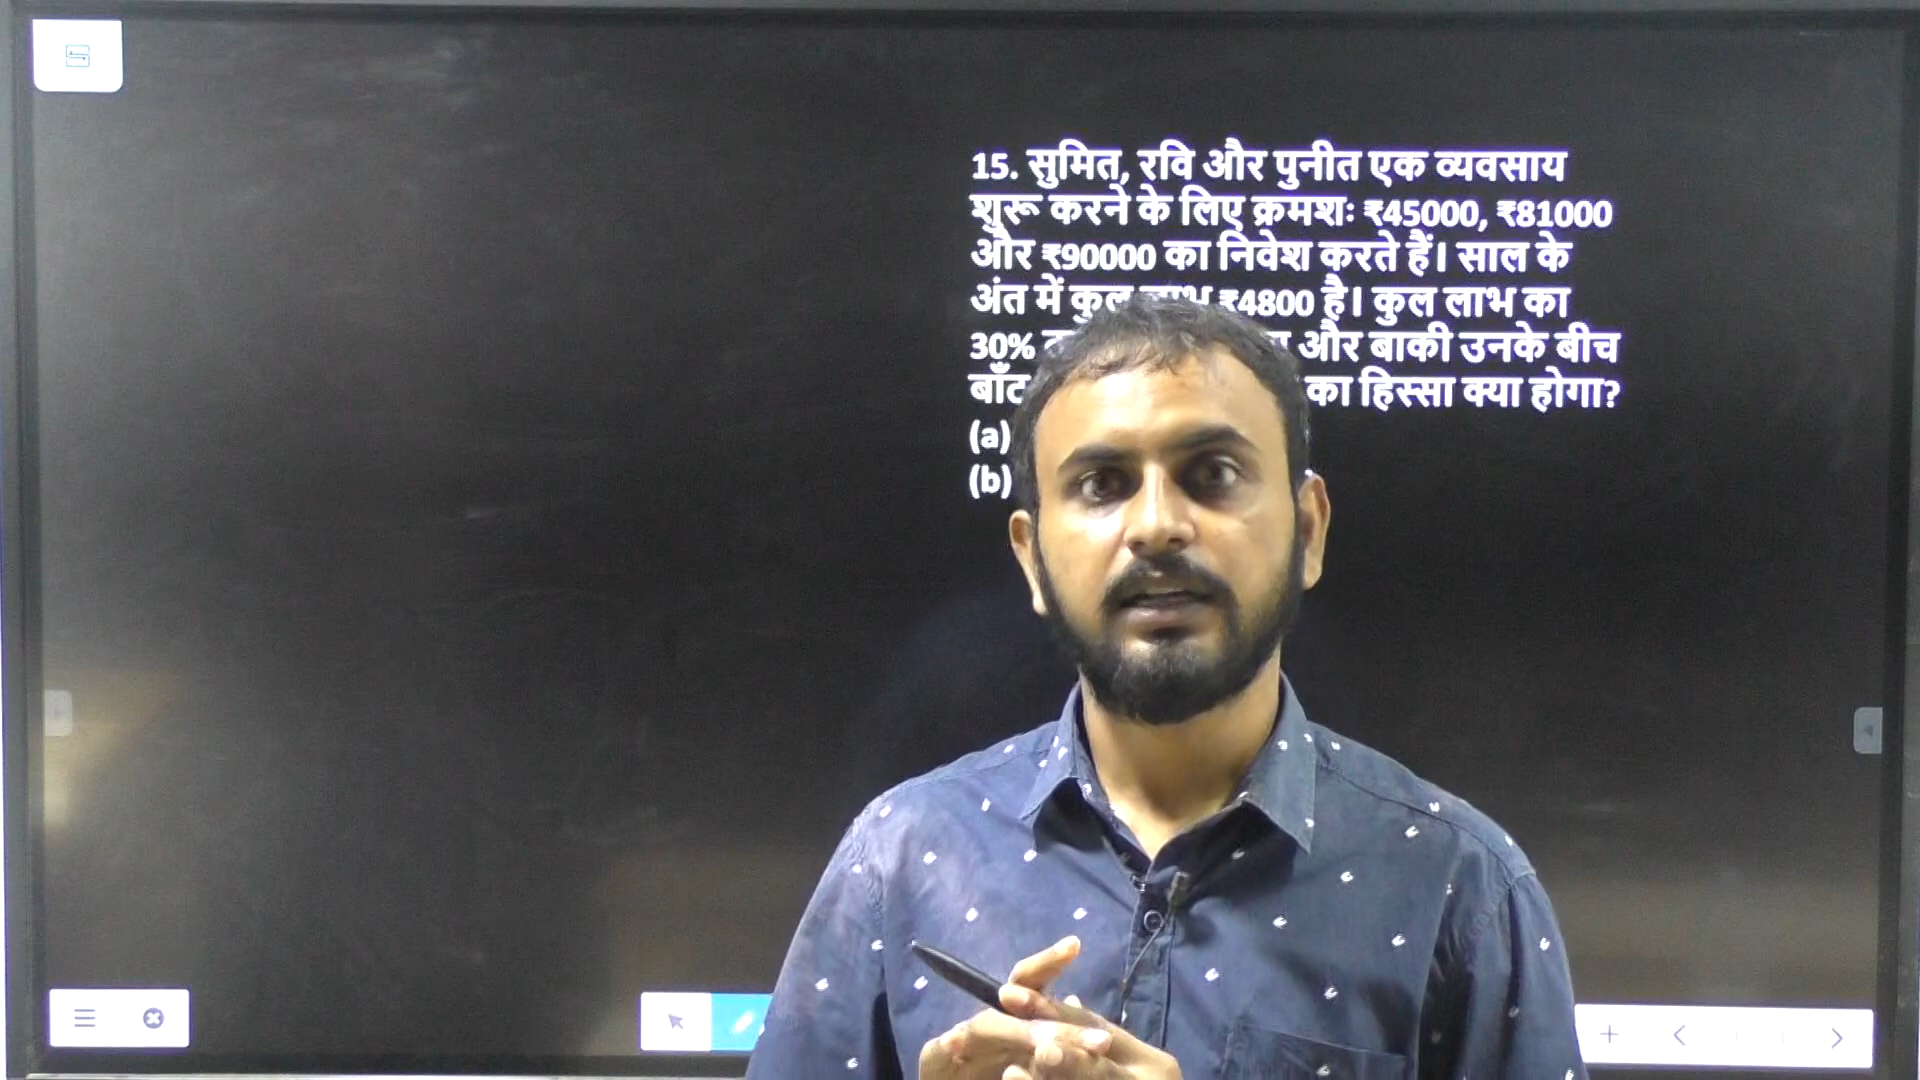 15. सुमित, रवि और पुनीत एक व्यवसाय
शुरू करने के लिए क्रमशः ₹45000, ₹81000
और ₹90000 का निवेश करते हैं। साल के
अंत में कुल ₹4800 है। कुल लाभ का
30% और बाकी उनके बीच
का हिस्सा क्या होगा?
(a)
(b)